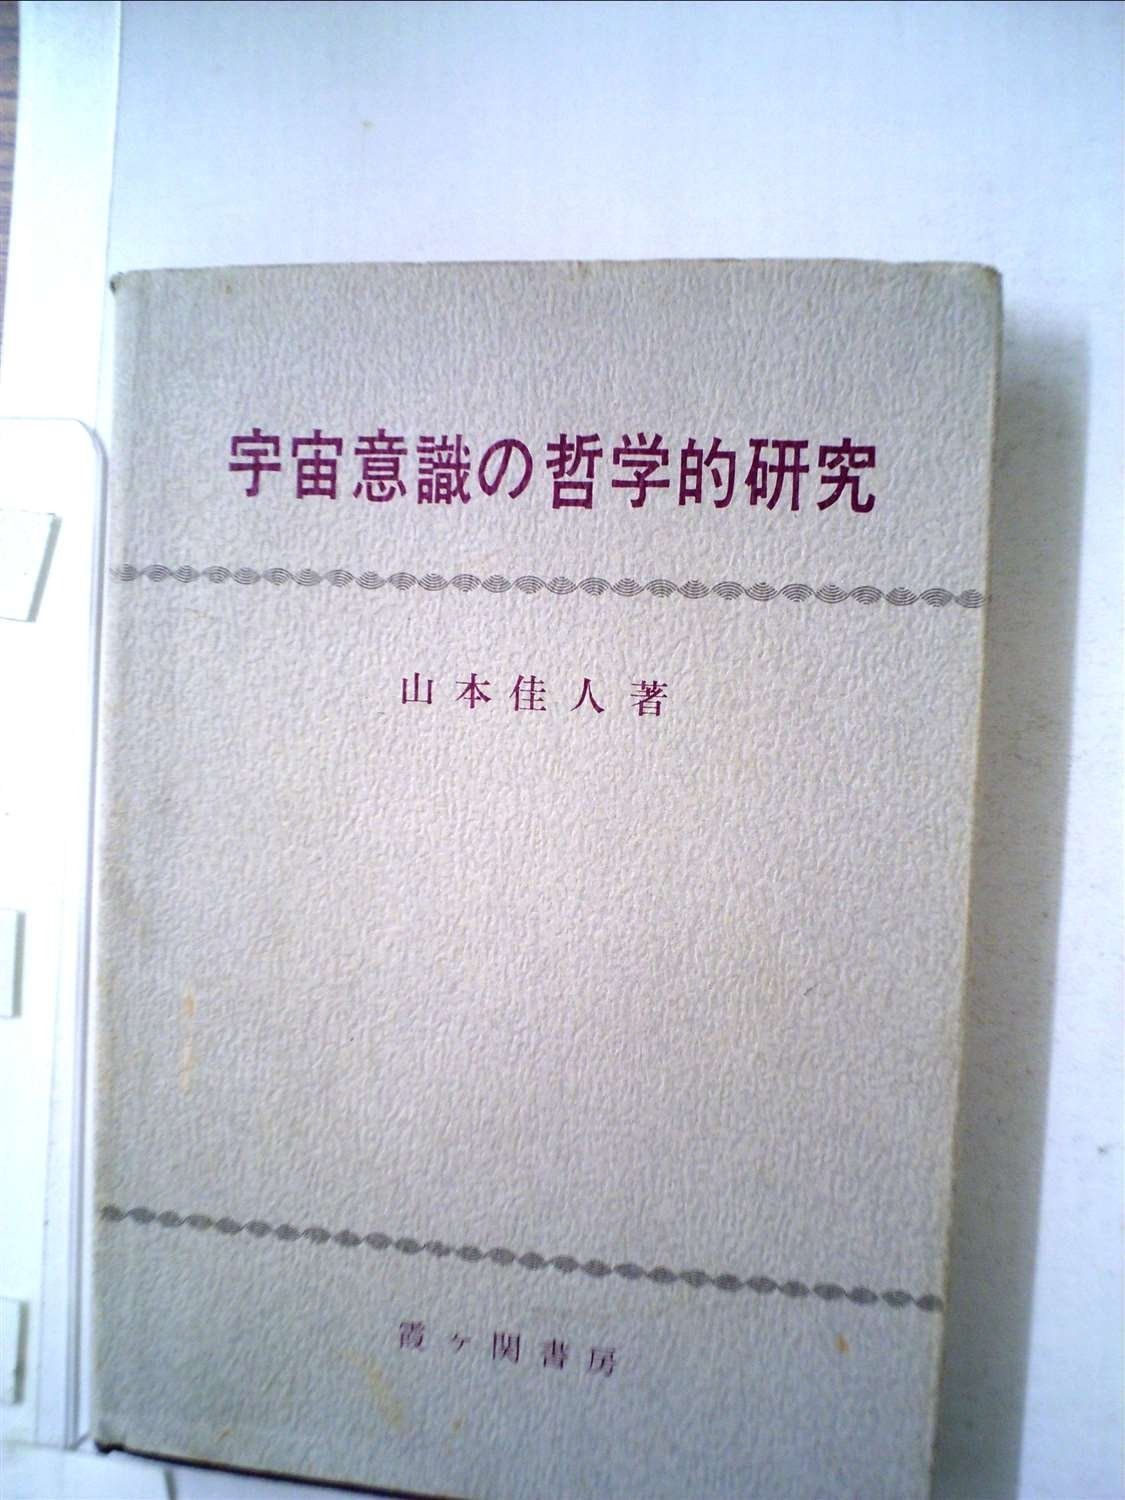 宇宙意識の哲学的研究
山本佳人著
霞ヶ関書房